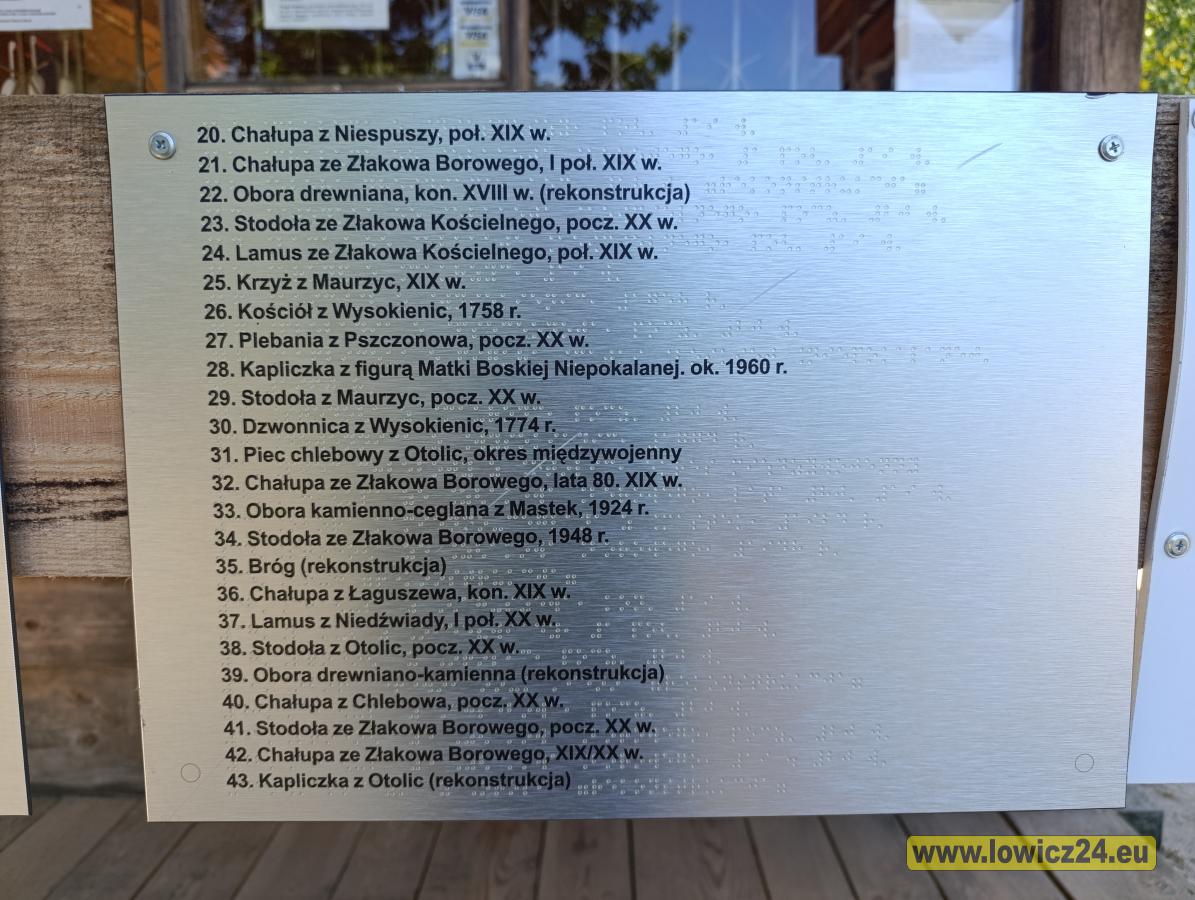 20. Chałupa z Niespuszy, poł. XIX w.
21. Chałupa ze Złakowa Borowego, I poł. XIX w.
22. Obora drewniana, kon. XVIII w. (rekonstrukcja)
23. Stodoła ze Złakowa Kościelnego, pocz. XX w.
24. Lamus ze Złakowa Kościelnego, poł. XIX w.
25. Krzyż z Maurzyc, XIX w.
26. Kościół z Wysokienic, 1758 r.
27. Plebania z Pszczonowa, pocz. XX w.
28. Kapliczka z figurą Matki Boskiej Niepokalanej. ok. 1960 r.
29. Stodoła z Maurzyc, pocz. XX w.
30. Dzwonnica z Wysokienic, 1774 r.
31. Piec chlebowy z Otolic, okres międzywojenny
32. Chałupa ze Złakowa Borowego, lata 80. XIX w.
33. Obora kamienno-ceglana z Mastek, 1924 r.
34. Stodoła ze Złakowa Borowego, 1948 r.
35. Bróg (rekonstrukcja)
36. Chałupa z Łaguszewa, kon. XIX w.
37. Lamus z Niedźwiady, I poł. XX w.
38. Stodoła z Otolic, pocz. XX w.
39. Obora drewniano-kamienna (rekonstrukcja)
40. Chałupa z Chlebowa, pocz. XX w.
41. Stodoła ze Złakowa Borowego, pocz. XX w.
42. Chałupa ze Złakowa Borowego, XIX/XX w.
43. Kapliczka z Otolic (rekonstrukcja)
www.lowicz24.eu